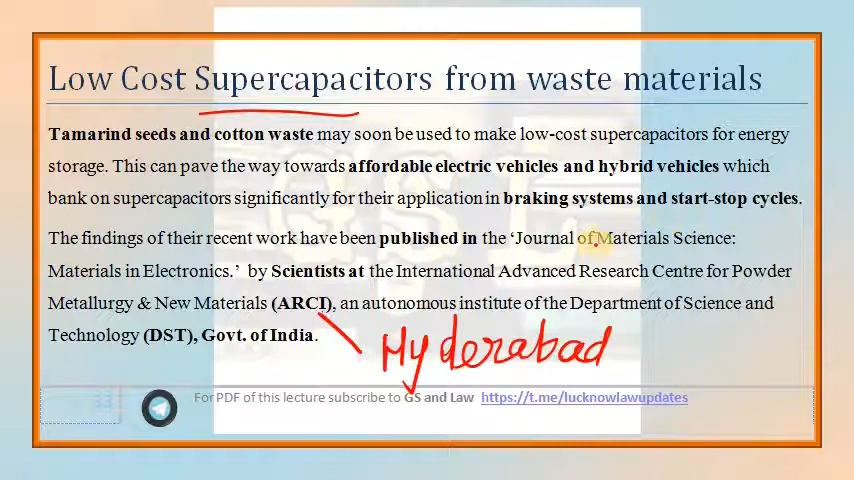 Low Cost Supercapacitors from waste materials
Tamarind seeds and cotton waste may soon be used to make low-cost supercapacitors for energy
storage. This can pave the way towards affordable electric vehicles and hybrid vehicles which
bank on supercapacitors significantly for their application in braking systems and start-stop cycles.
The findings of their recent work have been published in the ‘Journal of Materials Science:
Materials in Electronics.’ by Scientists at the International Advanced Research Centre for Powder
Metallurgy & New Materials (ARCI), an autonomous institute of the Department of Science and
Technology (DST), Govt. of India.
Hyderabad
33
For PDF of this lecture subscribe to GS and Law https://t.me/lucknowlawupdates